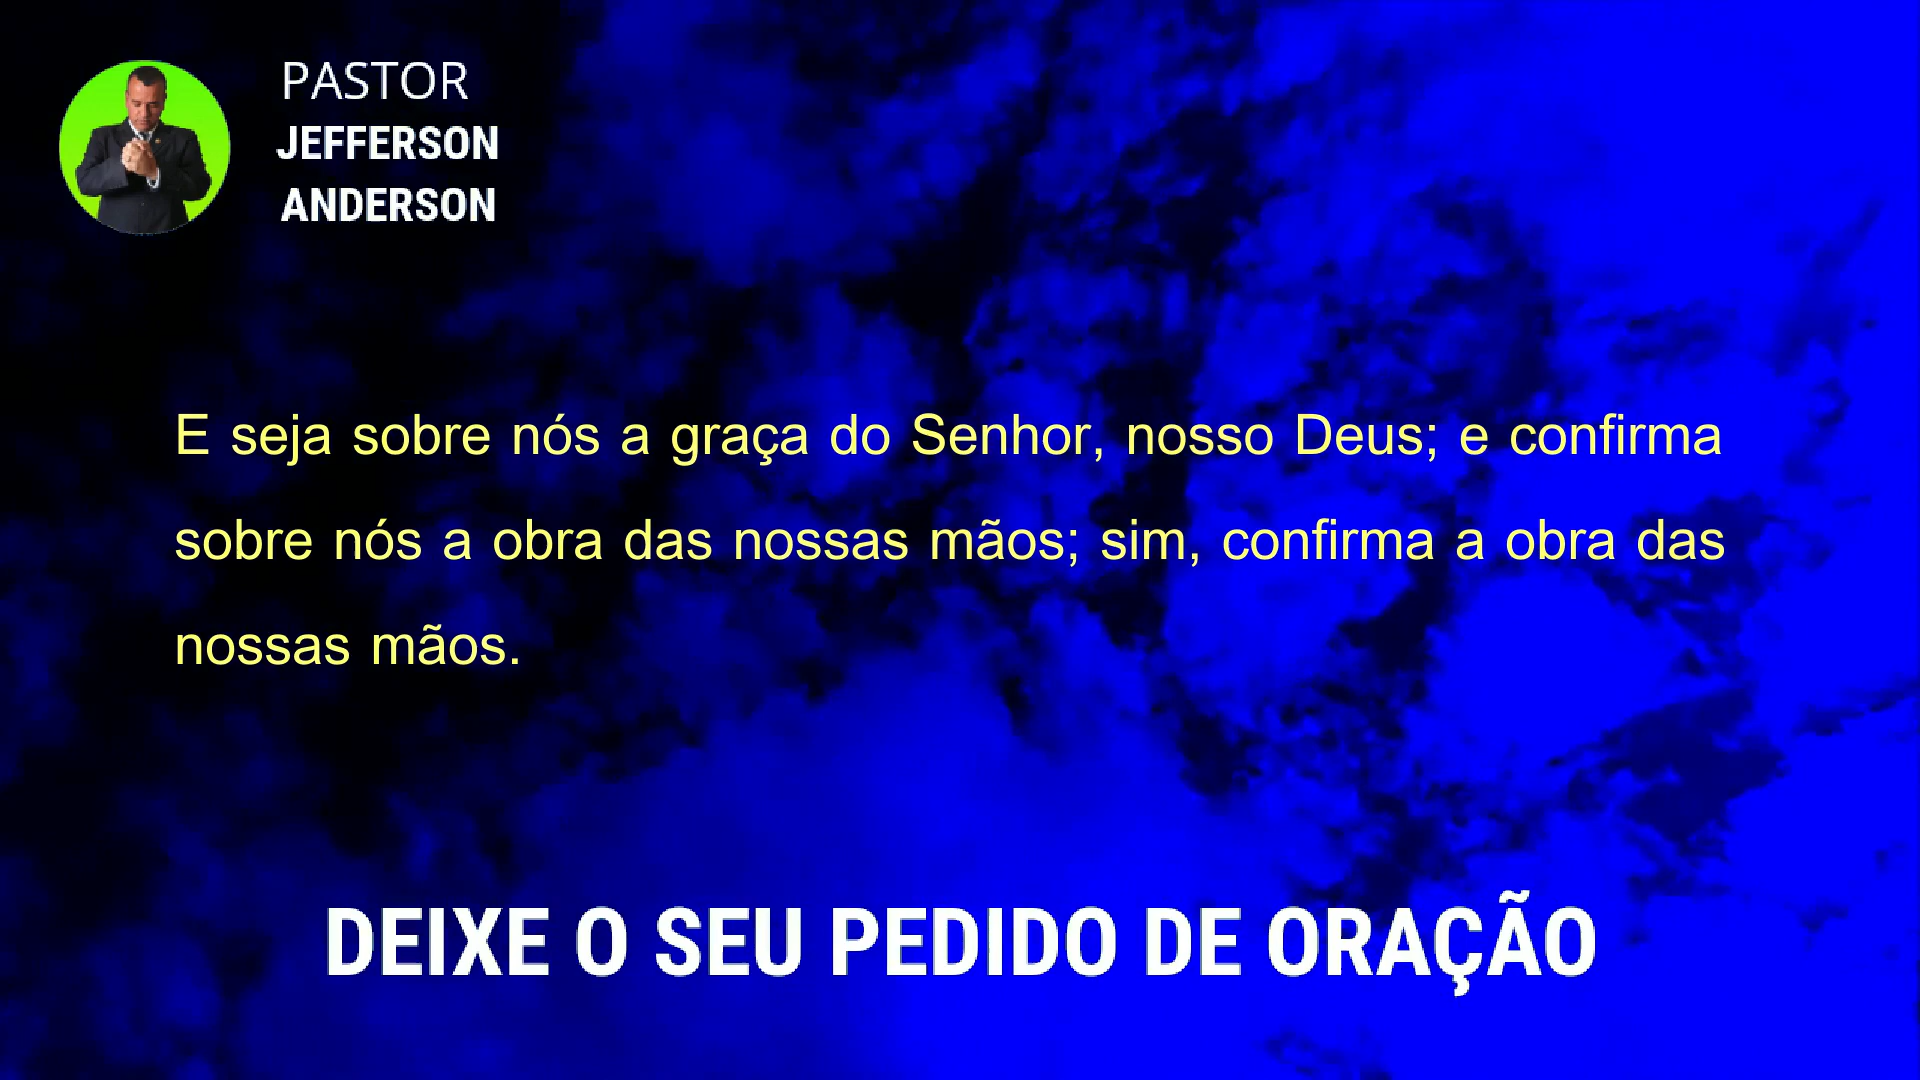 PASTOR
JEFFERSON
ANDERSON
E seja sobre nós a graça do Senhor, nosso Deus; e confirma
sobre nós a obra das nossas mãos; sim, confirma a obra das
nossas mãos.
DEIXE O SEU PEDIDO DE ORAÇÃO